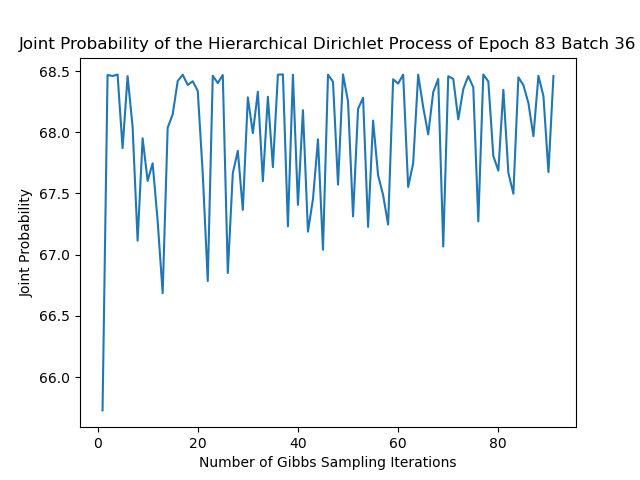 Joint Probability of the Hierarchical Dirichlet Process of Epoch 83 Batch 36
68.5
68.0
67.5
67.0
66.5
66.0
Joint Probability
0 20 40 60 80
Number of Gibbs Sampling Iterations